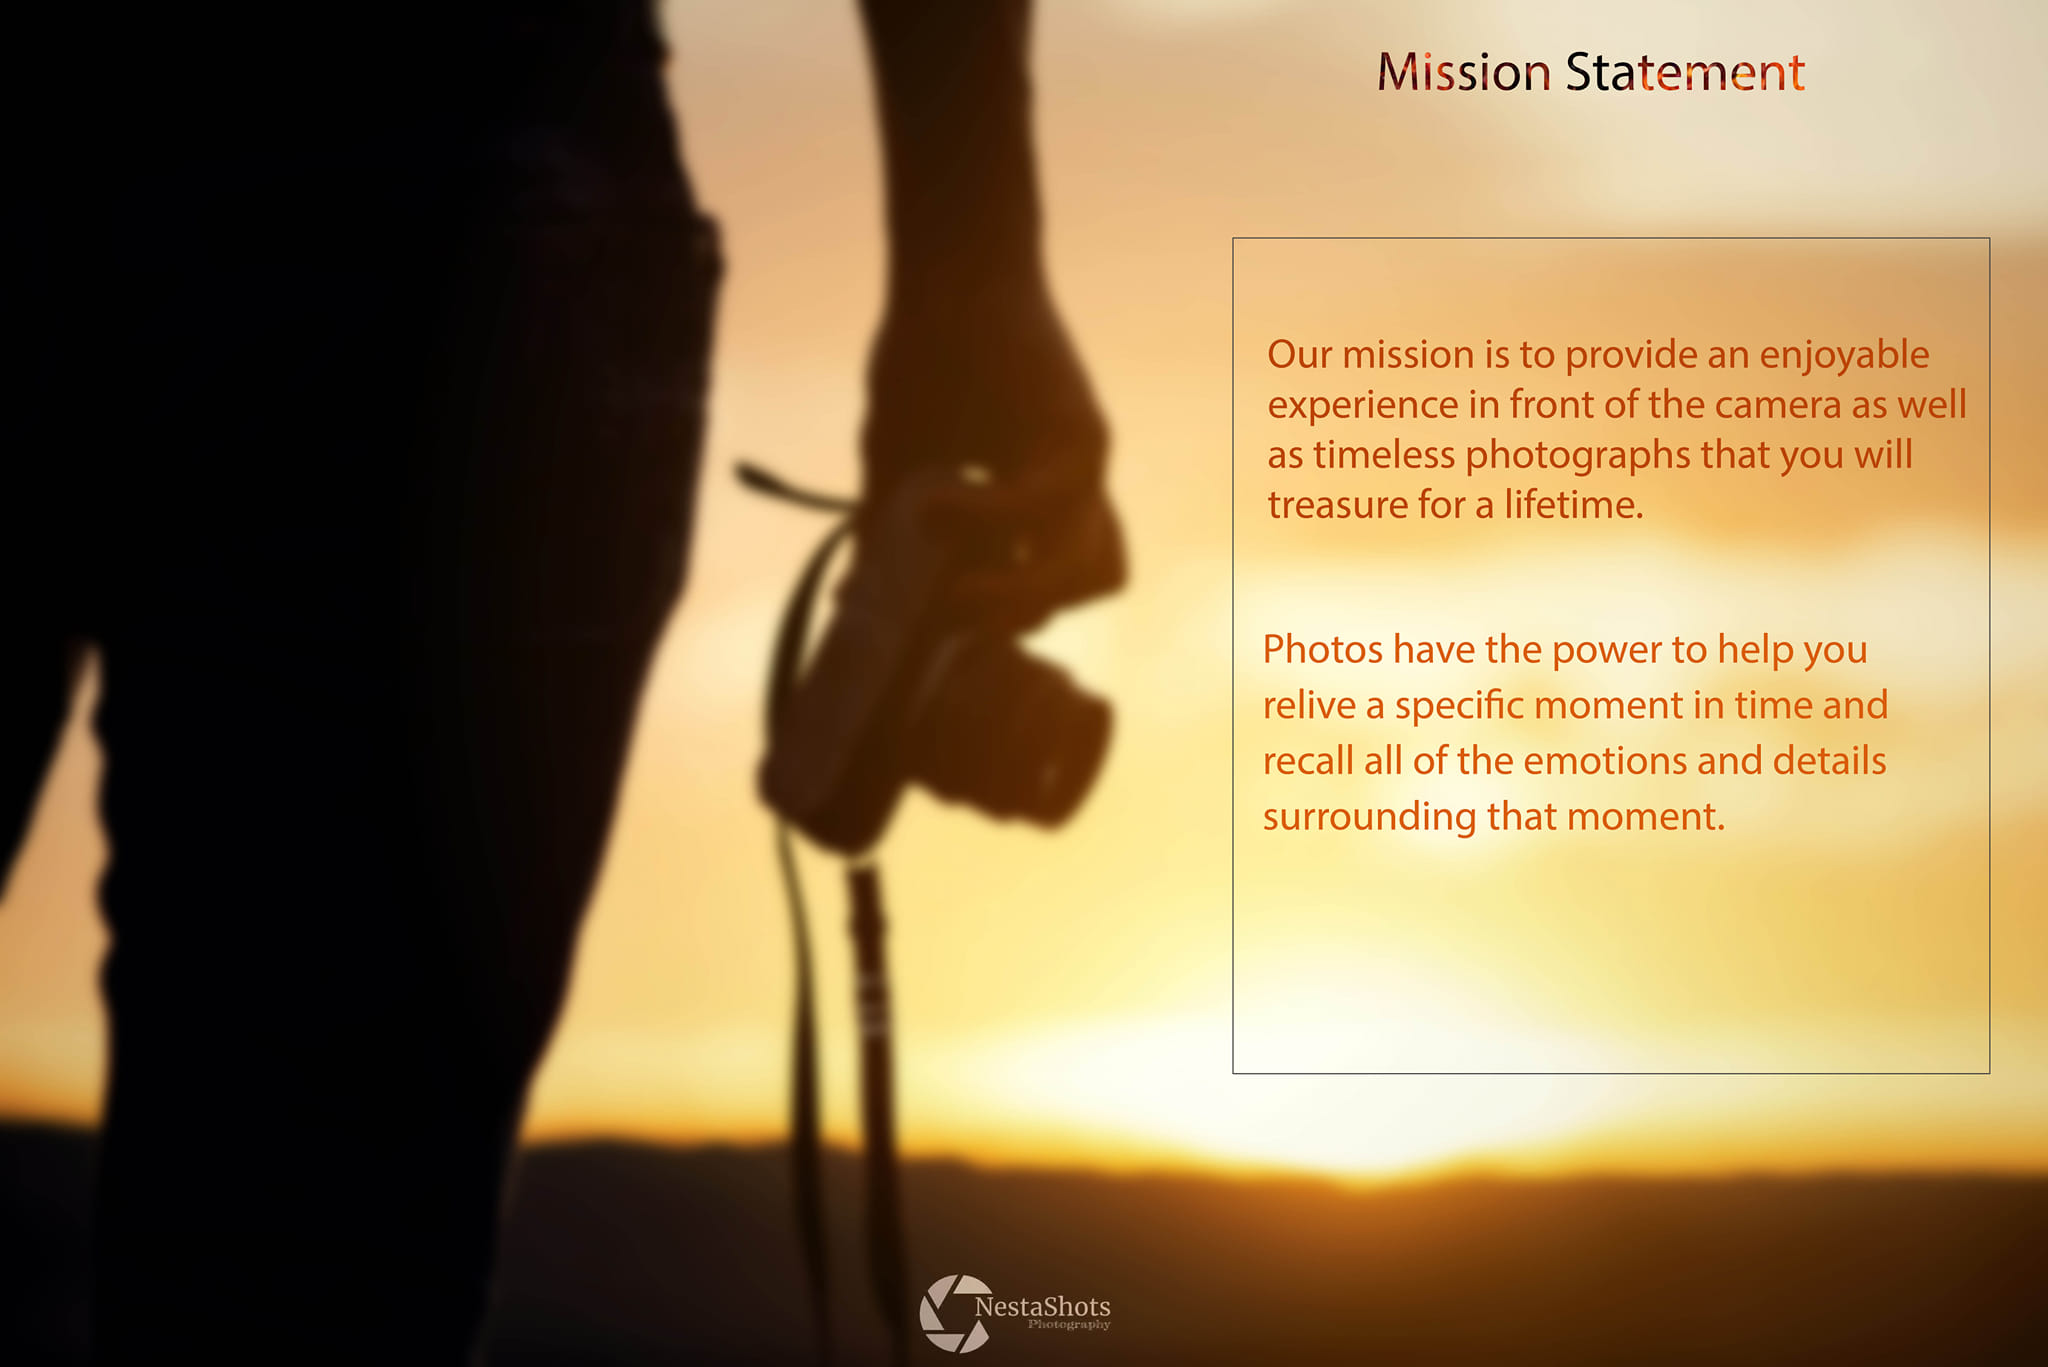 Mission Statement
Our mission is to provide an enjoyable
experience in front of the camera as well
as timeless photographs that you will
treasure for a lifetime.
Photos have the power to help you
relive a specific moment in time and
recall all of the emotions and details
surrounding that moment.
NestaShots
Photography